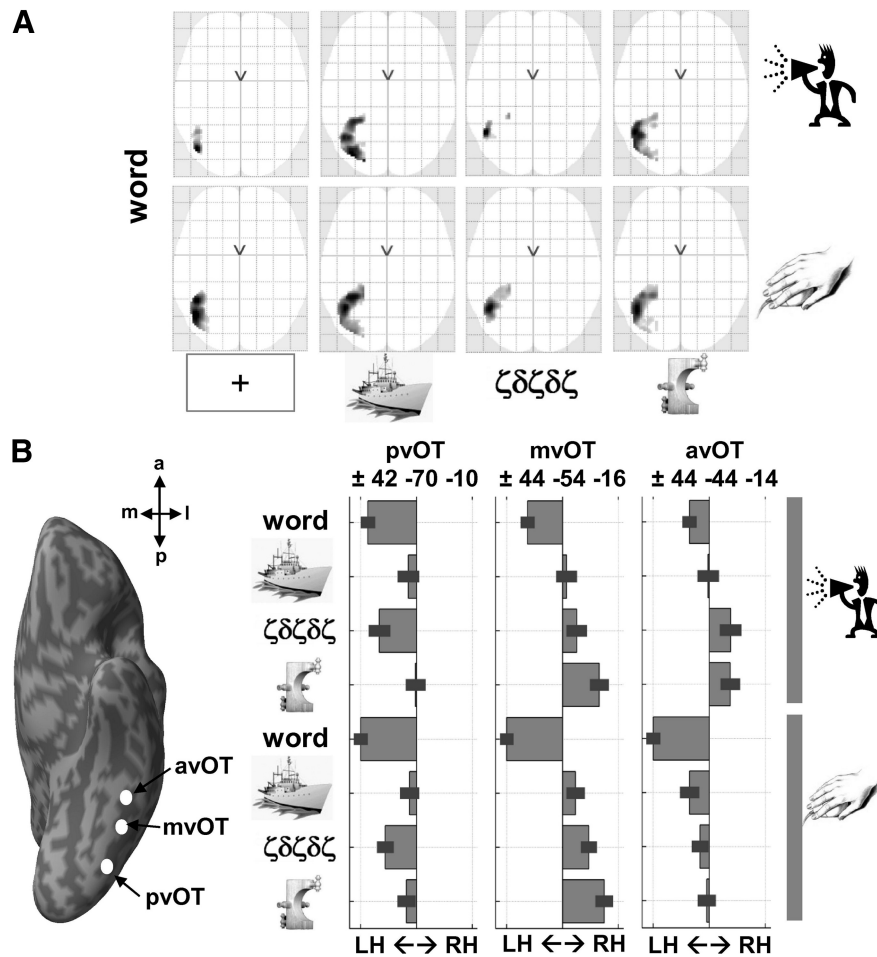 A
word
+
ζδζδζ
B
a
m l
p
avOT
mvOT
pvOT
pvOT mvOT avOT
± 42 -70 -10 ± 44 -54 -16 ± 44 -44 -14
word
ζδζδζ
word
ζδζδζ
LH ←→ RH LH ←→ RH LH ←→ RH